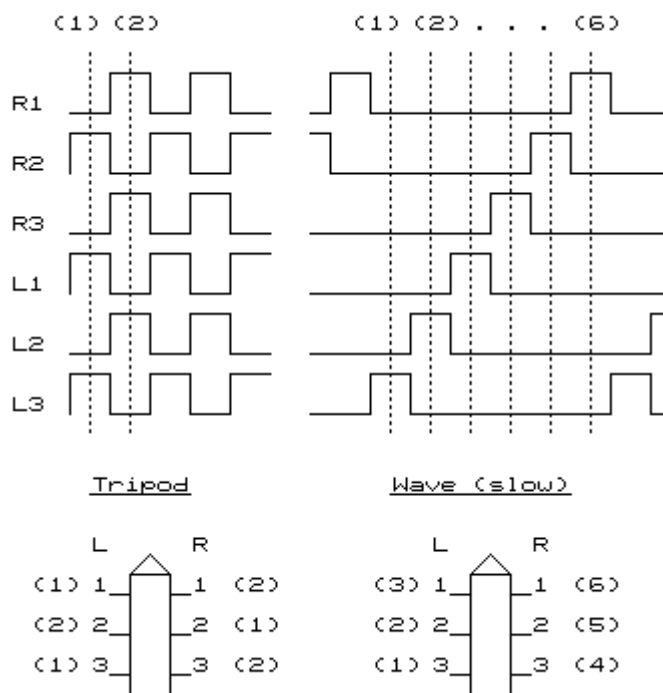 (1) (2) (1) (2) . . . (6)
R1
R2
R3
L1
L2
L3
Tripod Wave (slow)
L R L R
(1) 1 1 (2) (3) 1 1 (6)
(2) 2 2 (1) (2) 2 2 (5)
(1) 3 3 (2) (1) 3 3 (4)